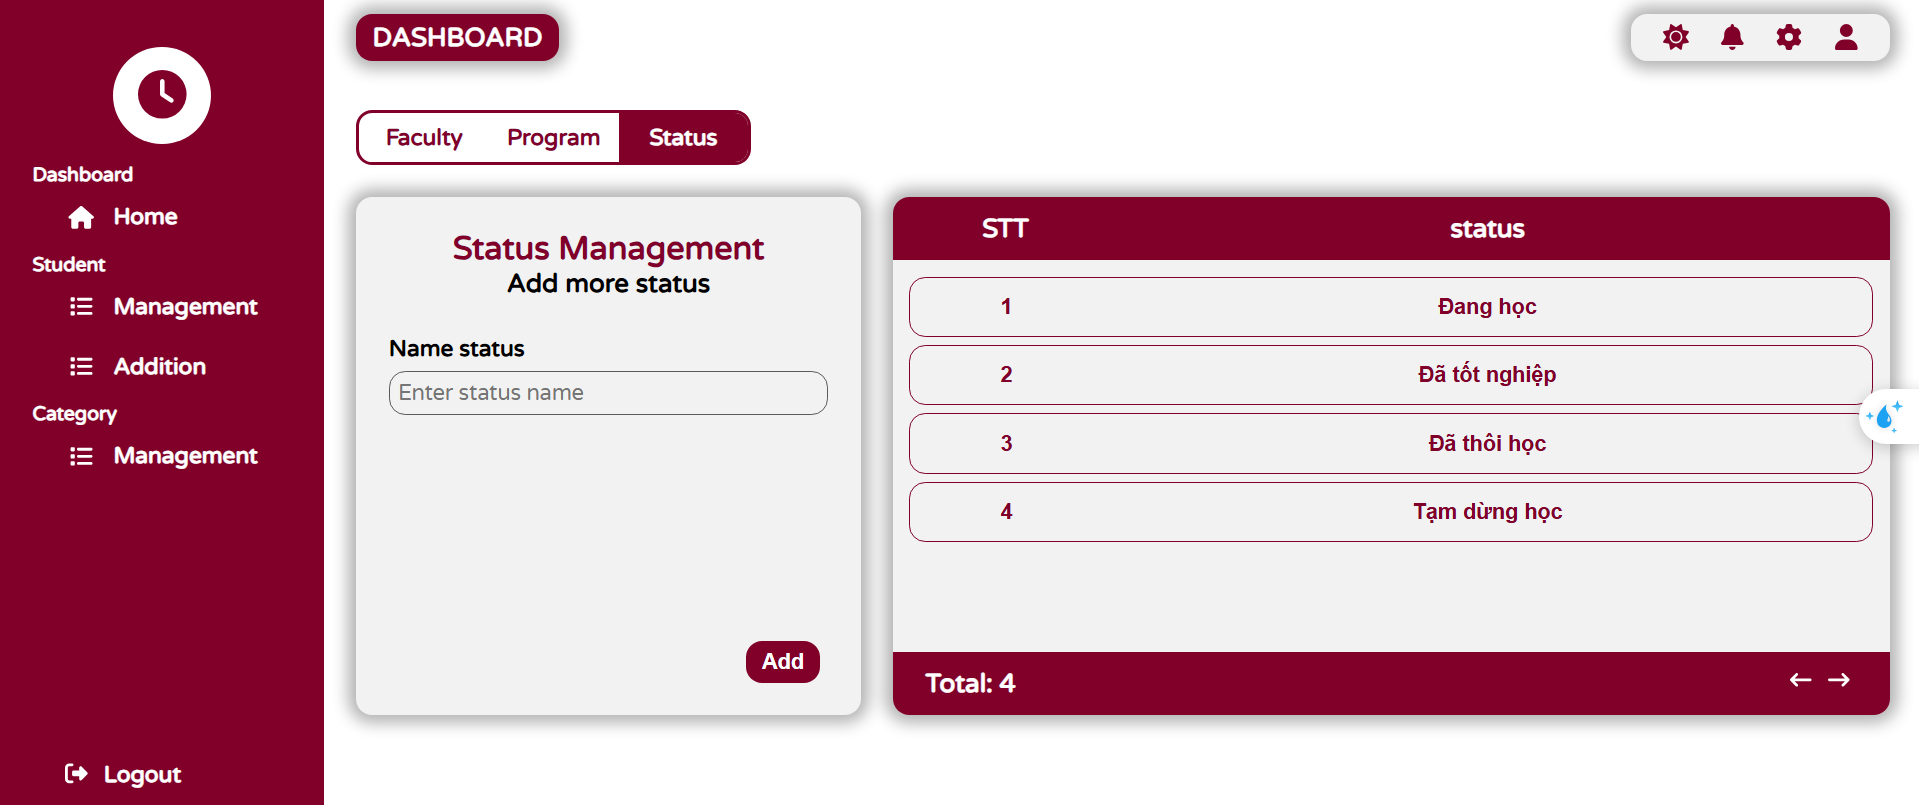 DASHBOARD
Dashboard
Home
Student
Management
Addition
Category
Management
Logout
Faculty
Program
Status
Status Management
Add more status
Name status
Enter status name
Add
STT
status
1
Đang học
2
Đã tốt nghiệp
3
Đã thôi học
4
Tạm dừng học
Total: 4